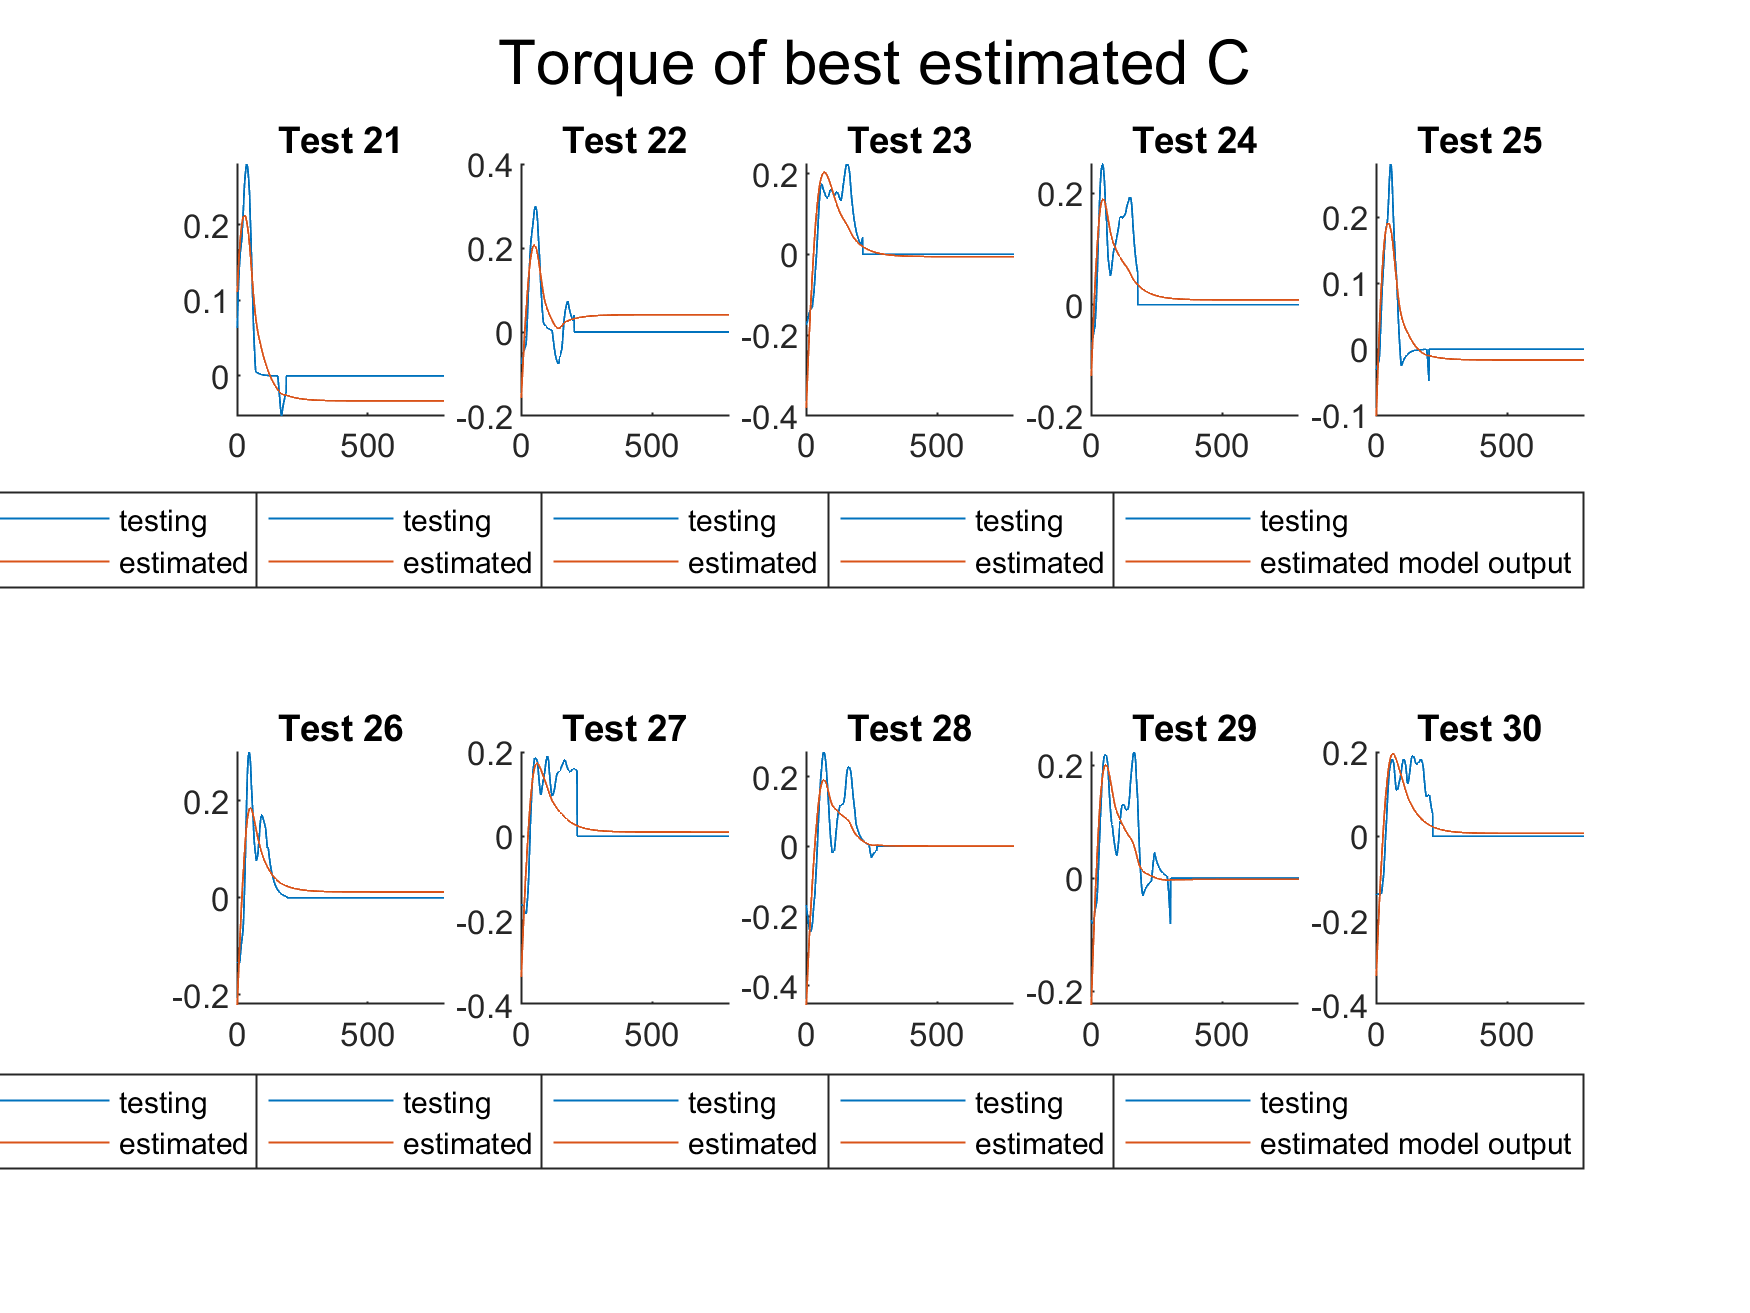 Torque of best estimated C
Test 21 Test 22 Test 23 Test 24 Test 25
0.2 0.1 0 0 500
0.4 0.2 0 -0.2 0 500
0.2 0 -0.2 -0.4 0 500
0.2 0 -0.2 0 500
0.2 0.1 0 -0.1 0 500
testing testing testing testing testing
estimated estimated estimated estimated estimated model output
Test 26 Test 27 Test 28 Test 29 Test 30
0.2 0 -0.2 0 500
0.2 0 -0.2 -0.4 0 500
0.2 0 -0.2 -0.4 0 500
0.2 0 -0.2 0 500
0.2 0 -0.2 -0.4 0 500
testing testing testing testing testing
estimated estimated estimated estimated estimated model output